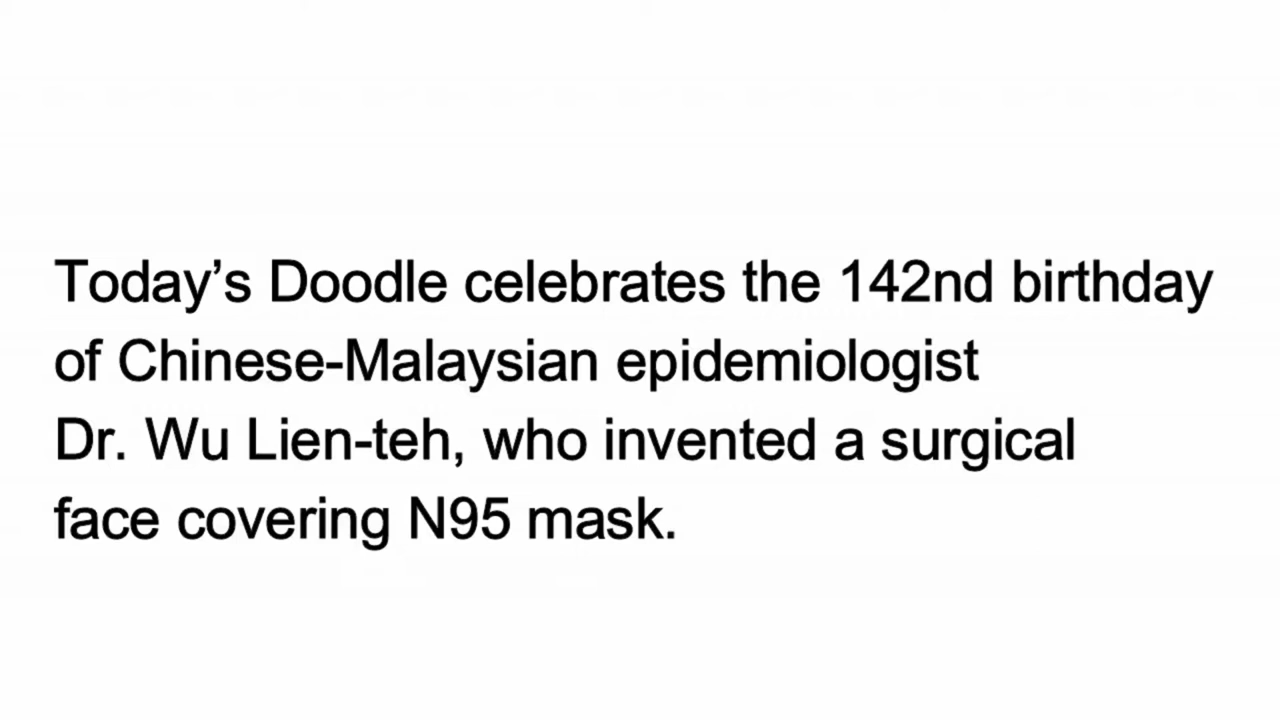 Today’s Doodle celebrates the 142nd birthday
of Chinese-Malaysian epidemiologist
Dr. Wu Lien-teh, who invented a surgical
face covering N95 mask.